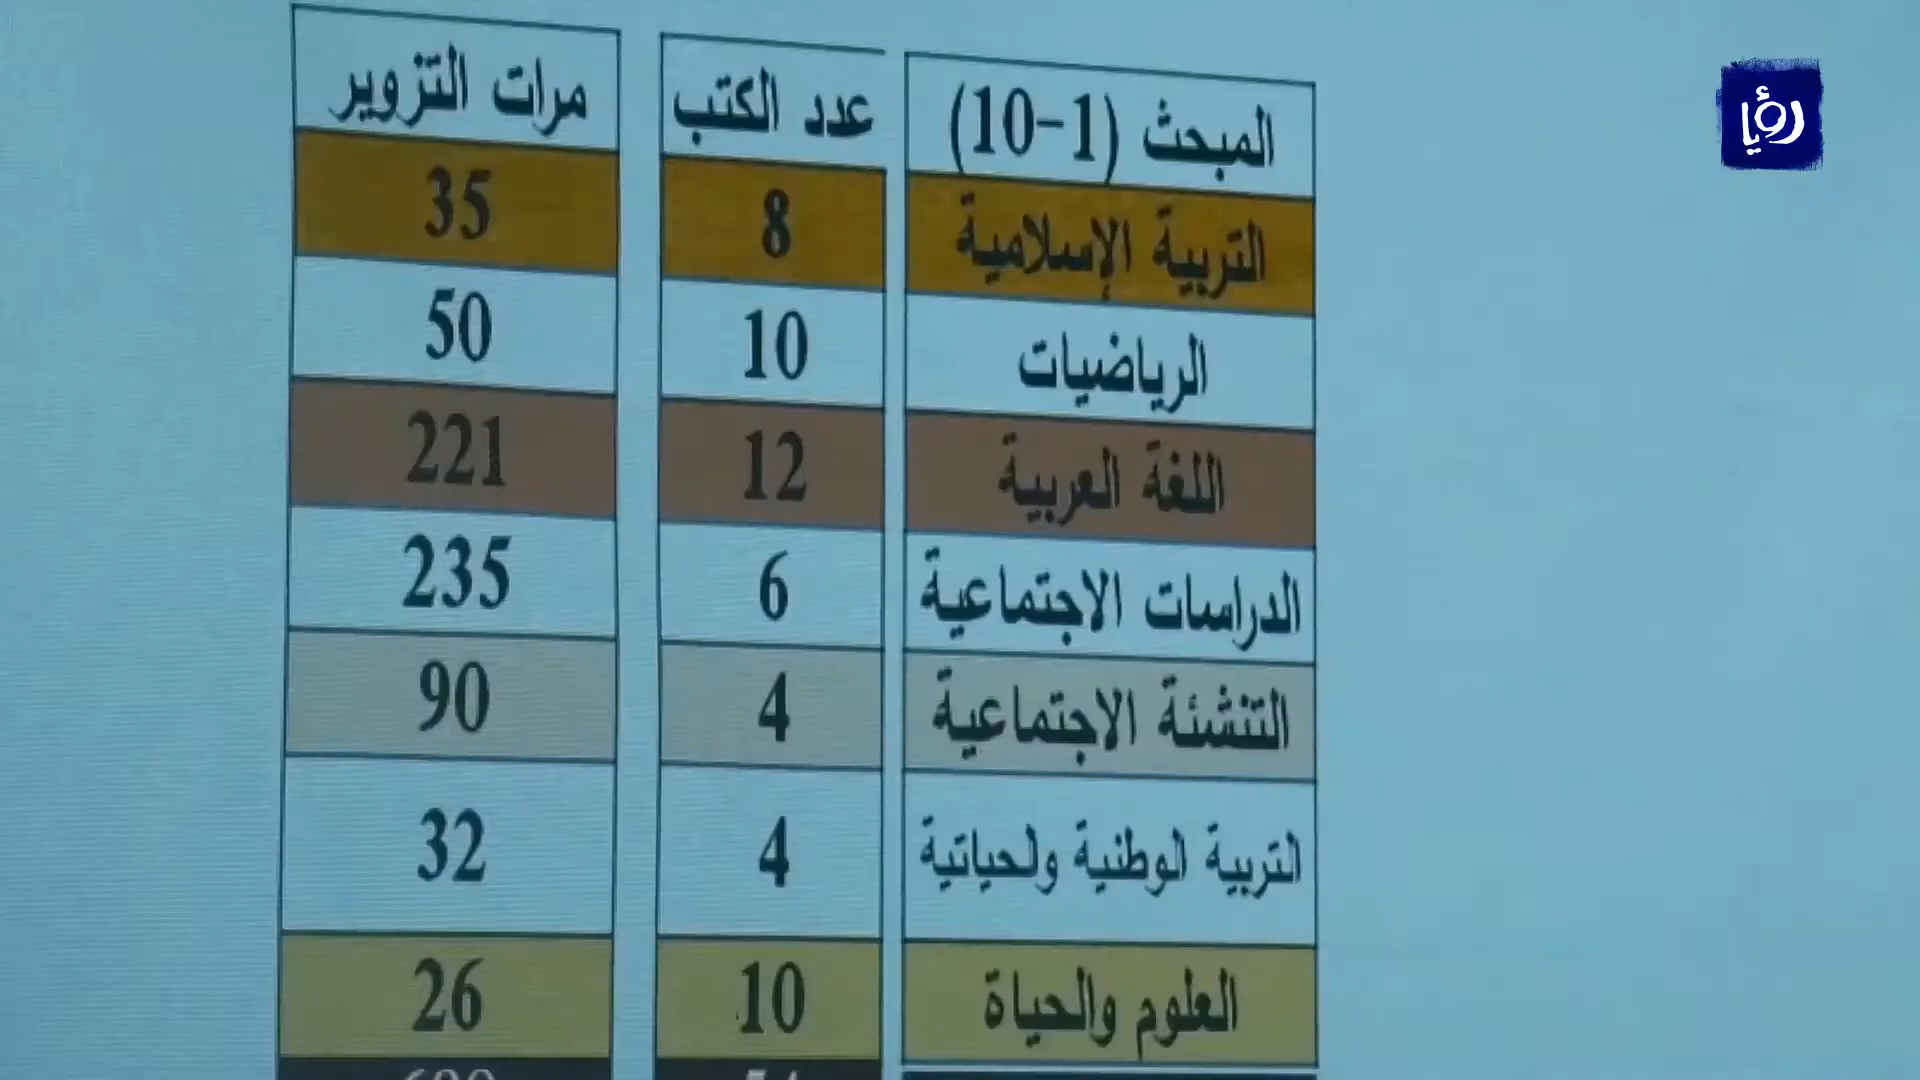 رؤيا
المبحث (1-10) عدد الكتب مرات التزوير
التربية الإسلامية 8 35
الرياضيات 10 50
اللغة العربية 12 221
الدراسات الاجتماعية 6 235
التنشئة الاجتماعية 4 90
التربية الوطنية ولحياتية 4 32
العلوم والحياة 10 26